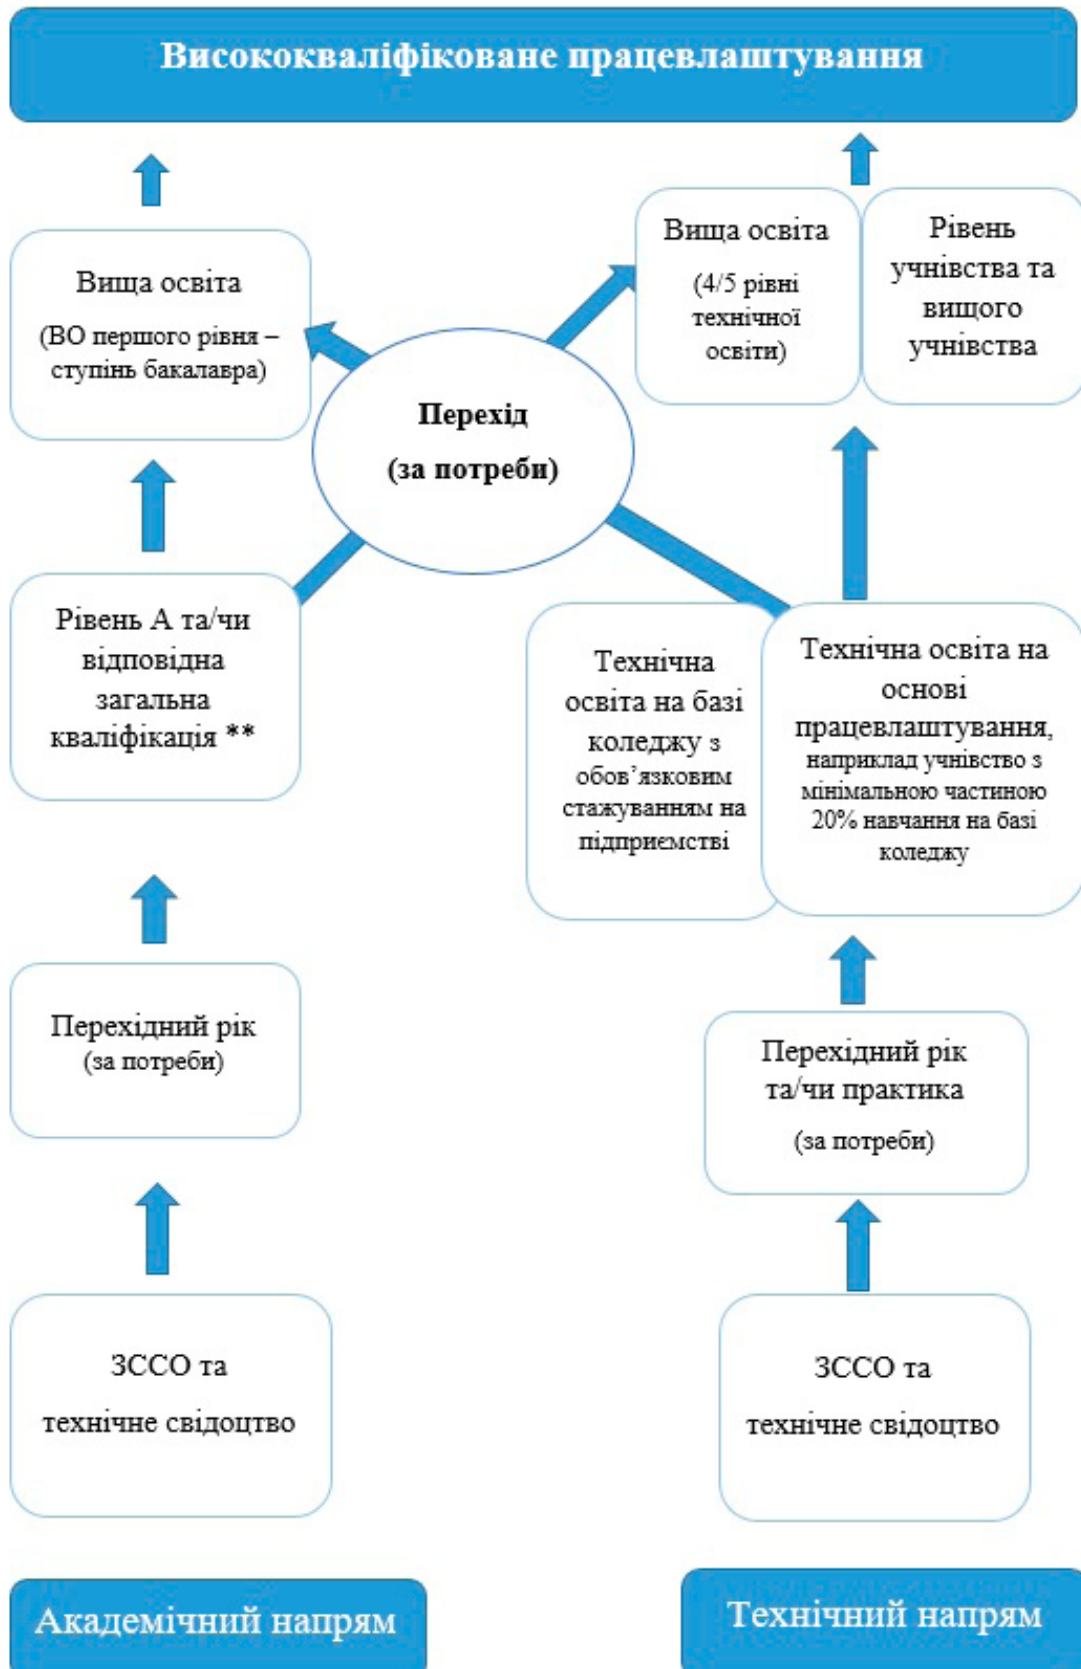 Висококваліфіковане працевлаштування
Вища освіта
(ВО першого рівня –
ступінь бакалавра)
Перехід
(за потреби)
Вища освіта
(4/5 рівні
технічної
освіти)
Рівень
учнівства та
вищого
учнівства
Рівень А та/чи
відповідна
загальна
кваліфікація **
Технічна
освіта на базі
коледжу з
обов’язковим
стажуванням на
підприємстві
Технічна освіта на
основі
працевлаштування,
наприклад учнівство з
мінімальною частиною
20% навчання на базі
коледжу
Перехідний рік
(за потреби)
Перехідний рік
та/чи практика
(за потреби)
ЗССО та
технічне свідоцтво
ЗССО та
технічне свідоцтво
Академічний напрям
Технічний напрям